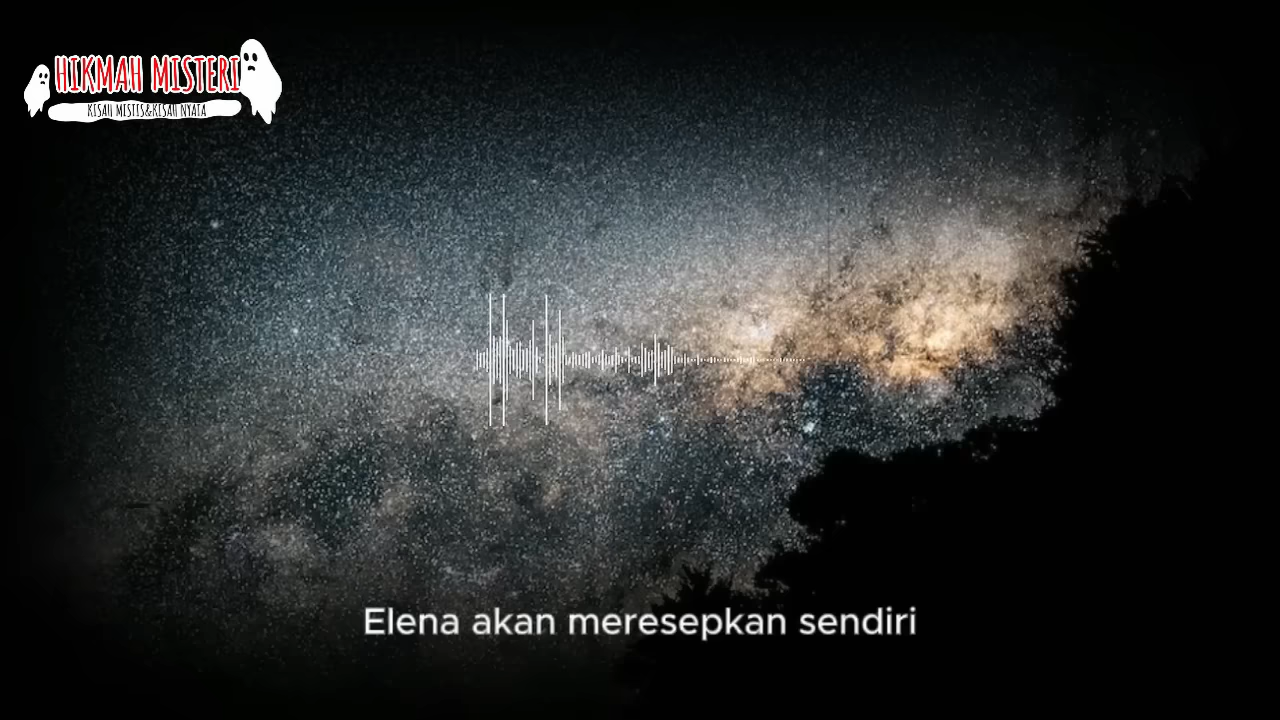 HIKMAH MISTERI
KISAH MISTIS&KISAH NYATA
Elena akan meresepkan sendiri